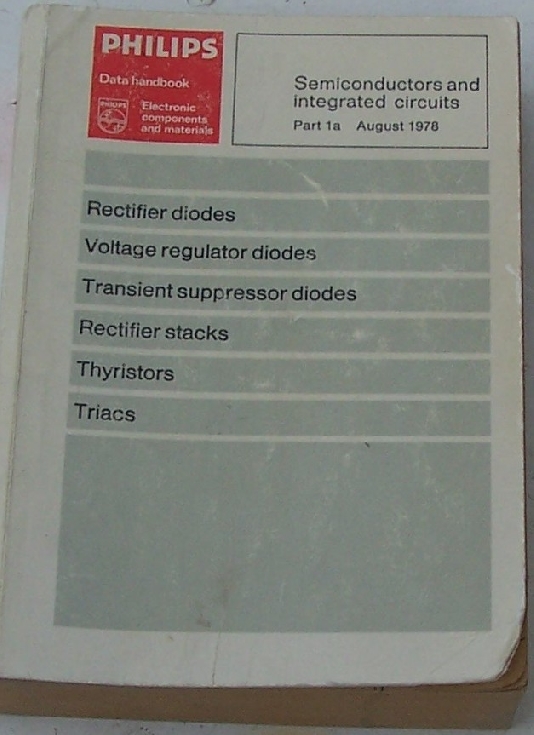 PHILIPS
Data handbook
PHILIPS
Electronic
components
and materials
Semiconductors and
integrated circuits
Part 1a August 1978
Rectifier diodes
Voltage regulator diodes
Transient suppressor diodes
Rectifier stacks
Thyristors
Triacs